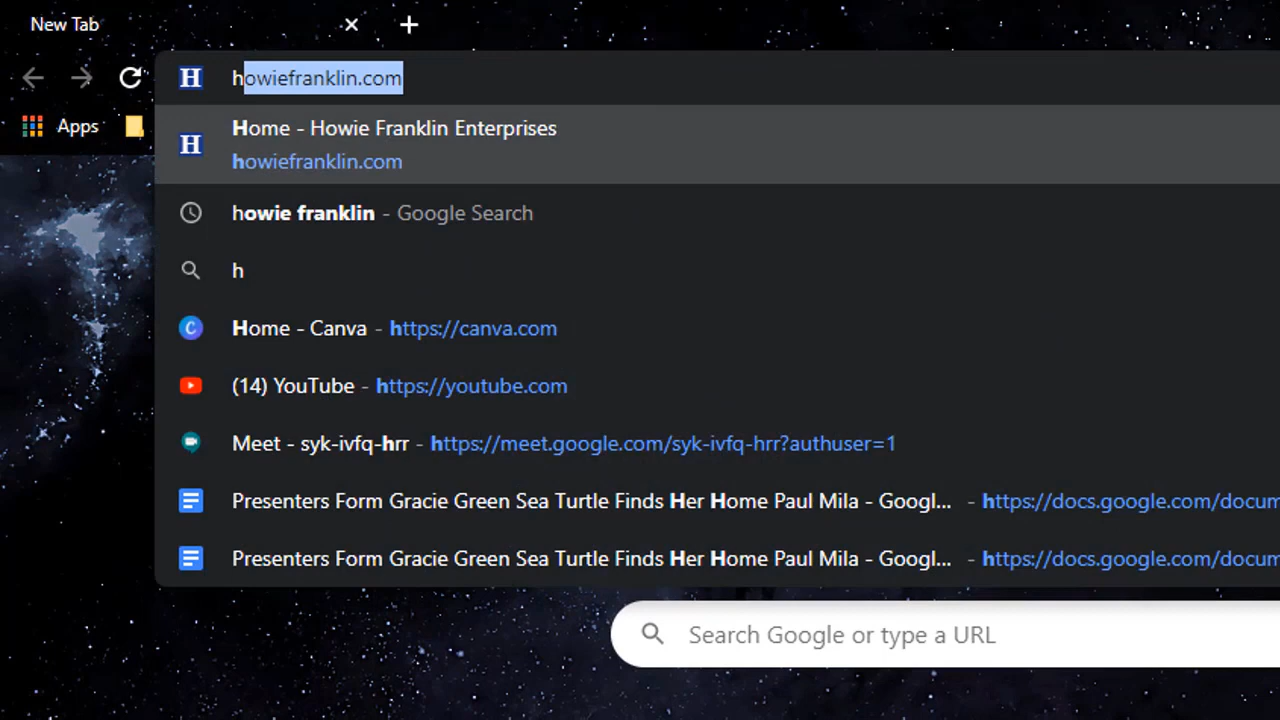 New Tab
howiefranklin.com
Apps
Home - Howie Franklin Enterprises
howiefranklin.com
howie franklin - Google Search
h
Home - Canva - https://canva.com
(14) YouTube - https://youtube.com
Meet - syk-ivfq-hrr - https://meet.google.com/syk-ivfq-hrr?authuser=1
Presenters Form Gracie Green Sea Turtle Finds Her Home Paul Mila - Googl... - https://docs.google.com/docum
Presenters Form Gracie Green Sea Turtle Finds Her Home Paul Mila - Googl... - https://docs.google.com/docum
Search Google or type a URL